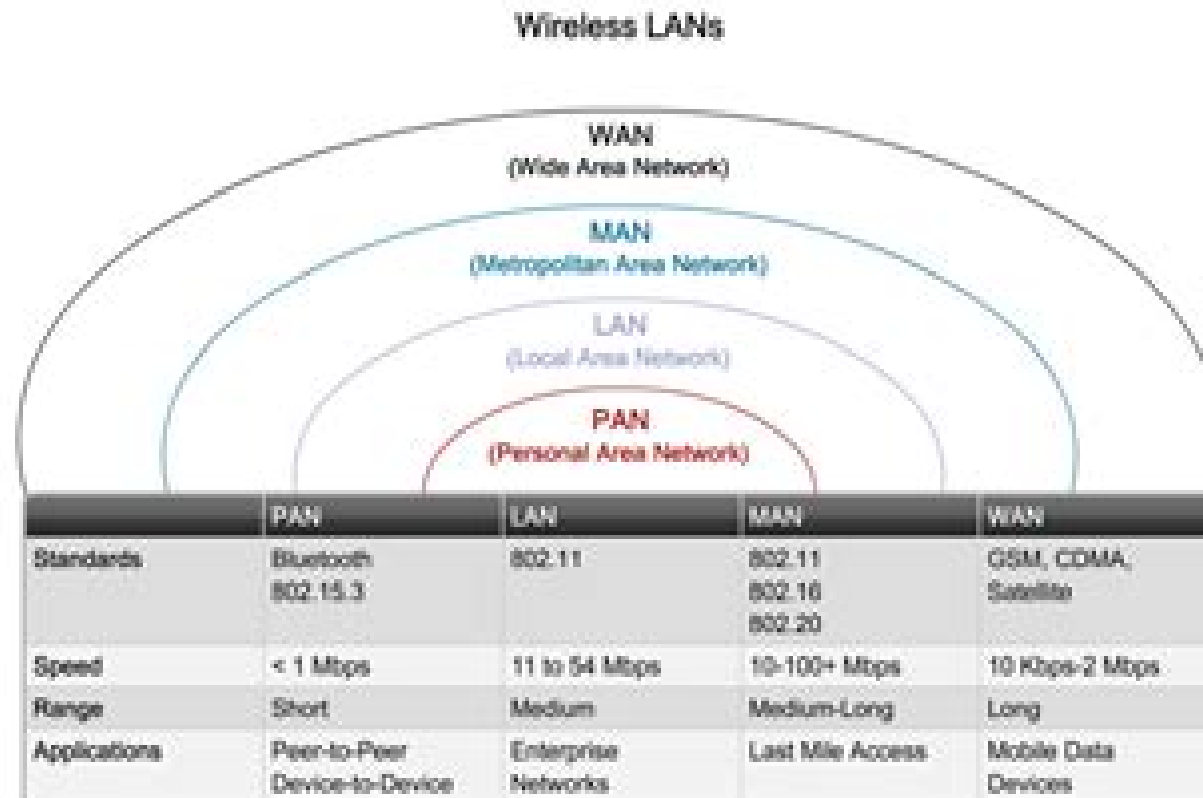 Wireless LANs
WAN
(Wide Area Network)
MAN
(Metropolitan Area Network)
LAN
(Local Area Network)
PAN
(Personal Area Network)
PAN LAN MAN WAN
Standards Bluetooth 802.11 802.11 GSM, CDMA,
802.15.3 802.16 Satellite
802.20
Speed < 1 Mbps 11 to 54 Mbps 10-100+ Mbps 10 Kbps-2 Mbps
Range Short Medium Medium-Long Long
Applications Peer-to-Peer Enterprise Last Mile Access Mobile Data
Device-to-Device Networks Devices